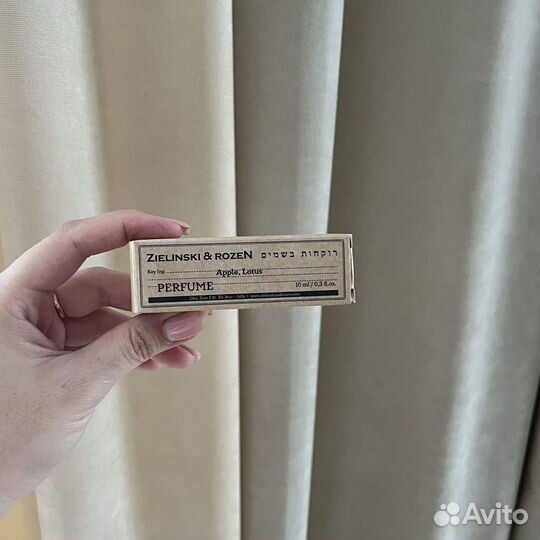 ZIELINSKI & ROZEN רוקחות בשמים
Key Ing. Apple, Lotus
PERFUME 10 ml / 0,3 fl.oz.
Avito